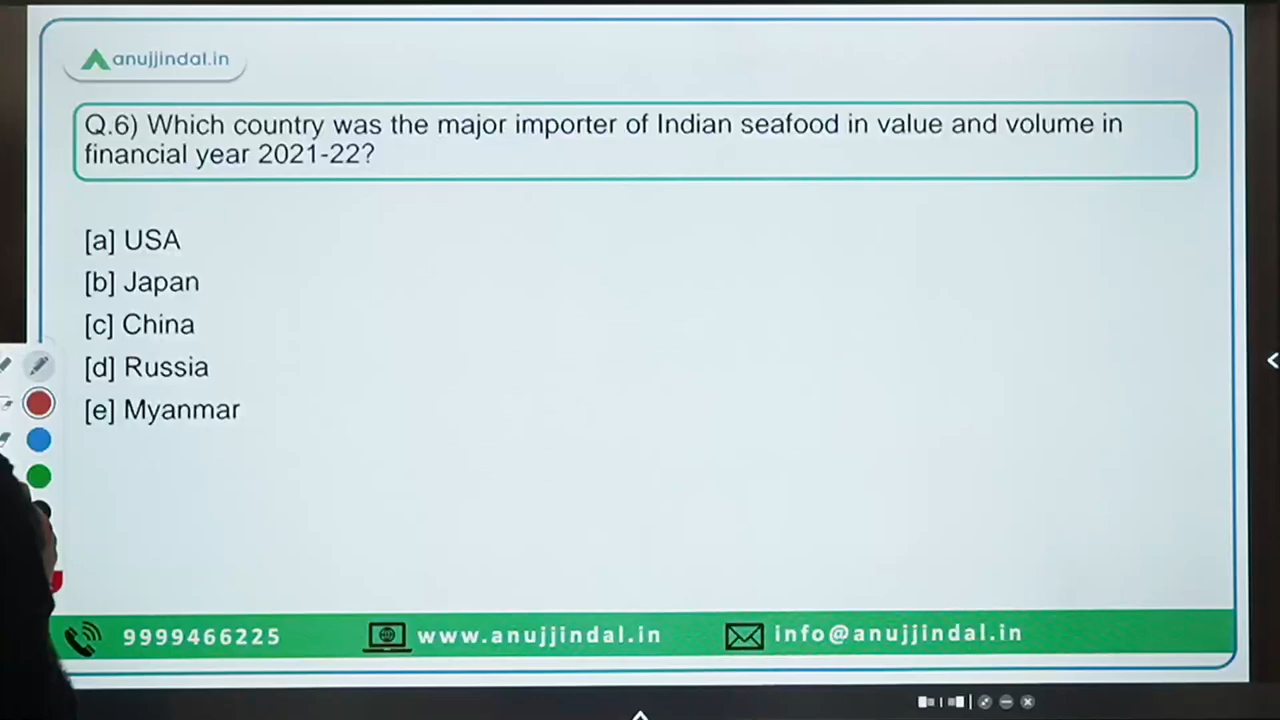 anujjindal.in
Q.6) Which country was the major importer of Indian seafood in value and volume in
financial year 2021-22?
[a] USA
[b] Japan
[c] China
[d] Russia
[e] Myanmar
9999466225 www.anujjindal.in info@anujjindal.in